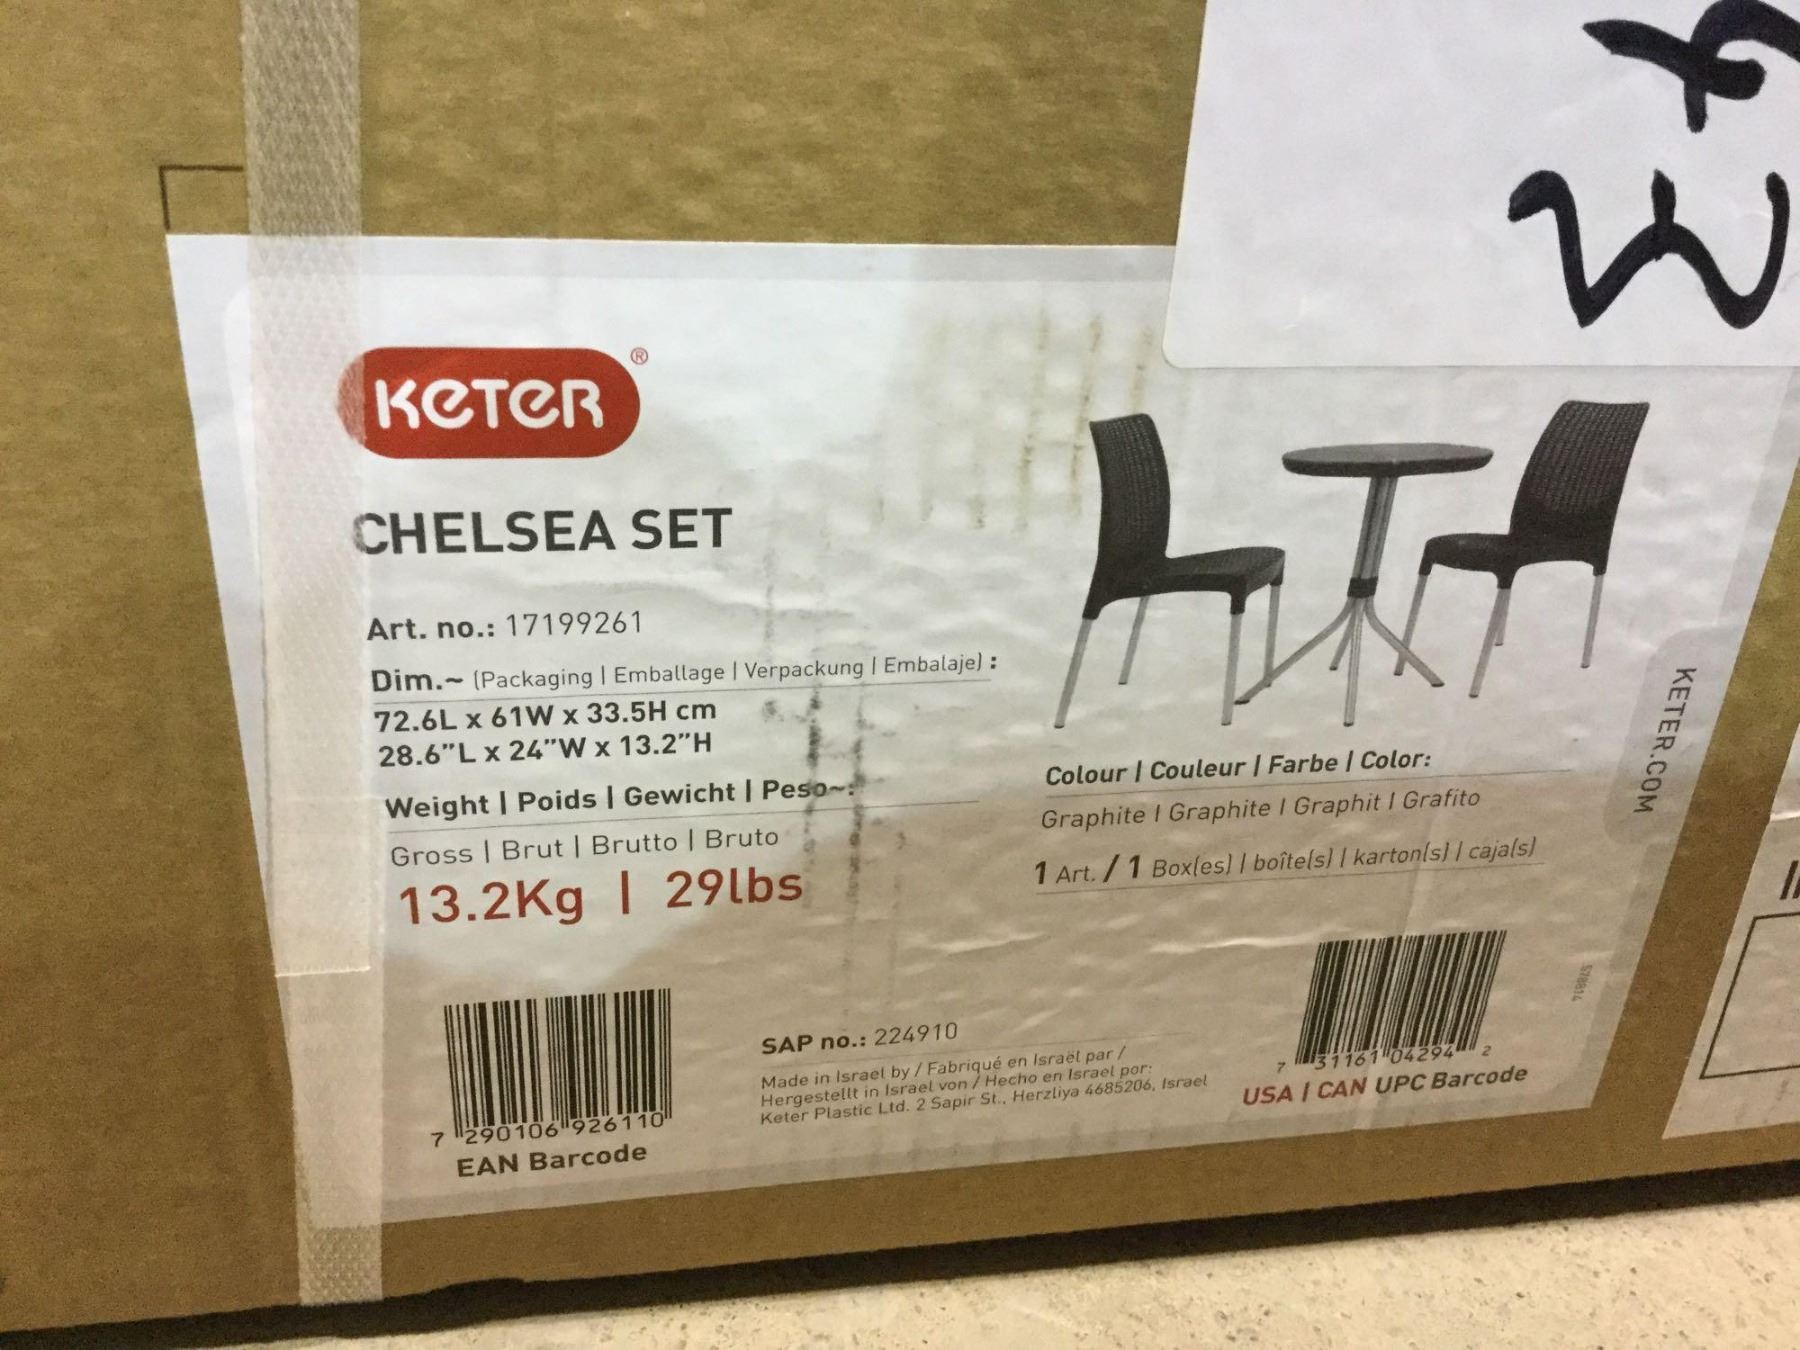 KETER®
CHELSEA SET
Art. no.: 17199261
Dim.~ (Packaging | Emballage | Verpackung | Embalaje) :
72.6L x 61W x 33.5H cm
28.6"L x 24"W x 13.2"H
Weight | Poids | Gewicht | Peso~:
Gross | Brut | Brutto | Bruto
13.2Kg | 29lbs
7 290106 926110
EAN Barcode
SAP no.: 224910
Made in Israel by / Fabriqué en Israël par /
Hergestellt in Israel von / Hecho en Israel por:
Keter Plastic Ltd. 2 Sapir St., Herzliya 4685206, Israel
Colour | Couleur | Farbe | Color:
Graphite | Graphite | Graphit | Grafito
1 Art. / 1 Box(es) | boîte(s) | karton(s) | caja(s)
7 31161 04294 2
USA | CAN UPC Barcode
KETER.COM